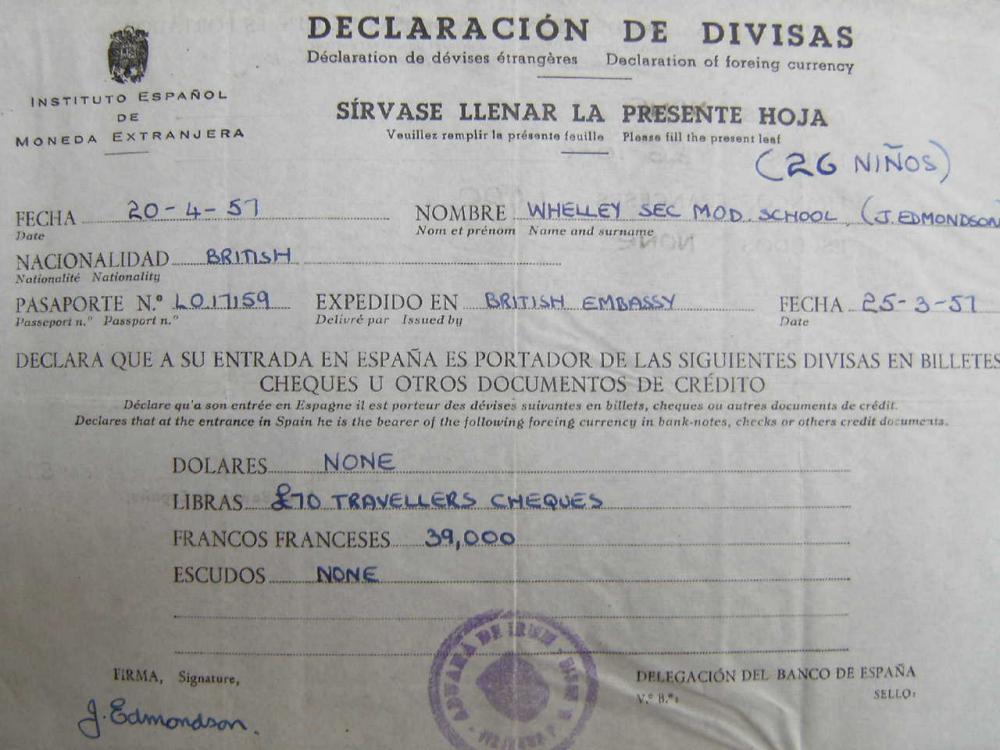 DECLARACIÓN DE DIVISAS
Déclaration de dévises étrangères Declaration of foreing currency
INSTITUTO ESPAÑOL
DE
MONEDA EXTRANJERA
SÍRVASE LLENAR LA PRESENTE HOJA
Veuillez remplir la présente feuille Please fill the present leaf
(26 NIÑOS)
FECHA 20-4-57 NOMBRE WHELLEY SEC MOD. SCHOOL (J. EDMONDSON
Date Nom et prénom Name and surname
NACIONALIDAD BRITISH
Nationalité Nationality
PASAPORTE N.º L017159 EXPEDIDO EN BRITISH EMBASSY FECHA 25-3-57
Passeport n.º Passport n.º Delivré par Issued by Date
DECLARA QUE A SU ENTRADA EN ESPAÑA ES PORTADOR DE LAS SIGUIENTES DIVISAS EN BILLETES
CHEQUES U OTROS DOCUMENTOS DE CRÉDITO
Déclare qu'a son entrée en Espagne il est porteur des dévises suivantes en billets, cheques ou autres documents de crédit.
Declares that at the entrance in Spain he is the bearer of the following foreing currency in bank-notes, checks or others credit documents.
DOLARES NONE
LIBRAS £70 TRAVELLERS CHEQUES
FRANCOS FRANCESES 39,000
ESCUDOS NONE
ADUANA DE IRUN
FIRMA, Signature, DELEGACIÓN DEL BANCO DE ESPAÑA
V.º B.º: SELLO:
J. Edmondson.